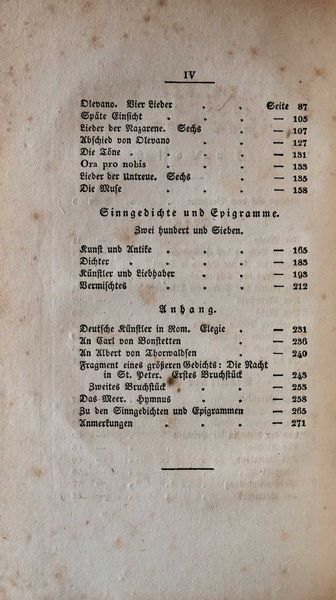 IV
Olevano. Vier Lieder . . Seite 87
Späte Einsicht . . . — 105
Lieder der Nazarene. Sechs . — 107
Abschied von Olevano . . — 127
Die Töne . . . . — 131
Ora pro nobis . . . — 133
Lieder der Untreue. Sechs . — 135
Die Muse . . . . — 158
Sinngedichte und Epigramme.
Zwei hundert und Sieben.
Kunst und Antike . . . — 165
Dichter . . . . — 183
Künstler und Liebhaber . . — 193
Vermischtes . . . — 212
Anhang.
Deutsche Künstler in Rom. Elegie . — 231
An Carl von Bonstetten . . — 236
An Albert von Thorwaldsen . — 240
Fragment eines größeren Gedichts: Die Nacht
in St. Peter. Erstes Bruchstück — 243
Zweites Bruchstück . . — 253
Das Meer. Hymnus . . — 258
Zu den Sinngedichten und Epigrammen — 265
Anmerkungen . . . — 271